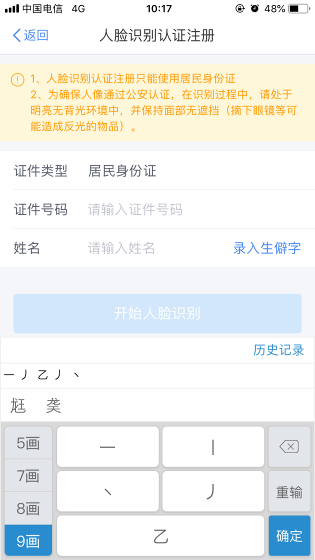 中国电信 4G 10:17 48%
返回 人脸识别认证注册
1、人脸识别认证注册只能使用居民身份证
2、为确保人像通过公安认证，在识别过程中，请处于
明亮无背光环境中，并保持面部无遮挡（摘下眼镜等可
能造成反光的物品）。
证件类型 居民身份证
证件号码 请输入证件号码
姓名 请输入姓名 录入生僻字
开始人脸识别
历史记录
一丿乙丿丶
龚
5画 一 丨
7画 丶 丿 重输
8画
9画 乙 确定